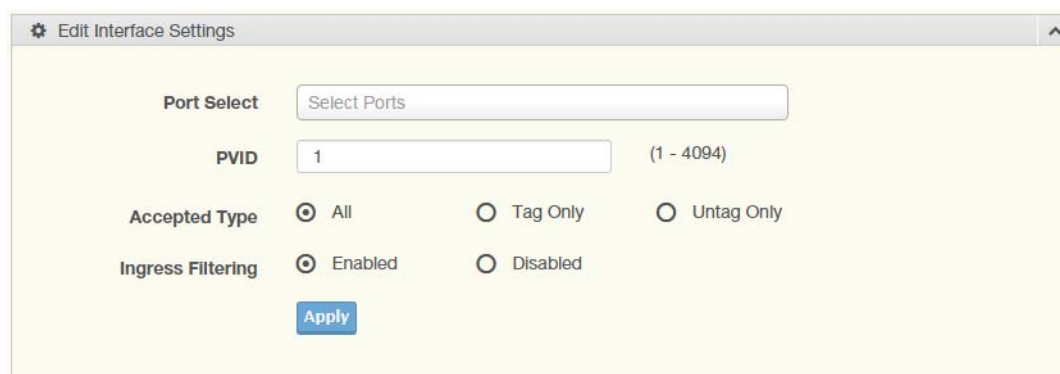 Edit Interface Settings
Port Select Select Ports
PVID 1 (1 - 4094)
Accepted Type All Tag Only Untag Only
Ingress Filtering Enabled Disabled
Apply